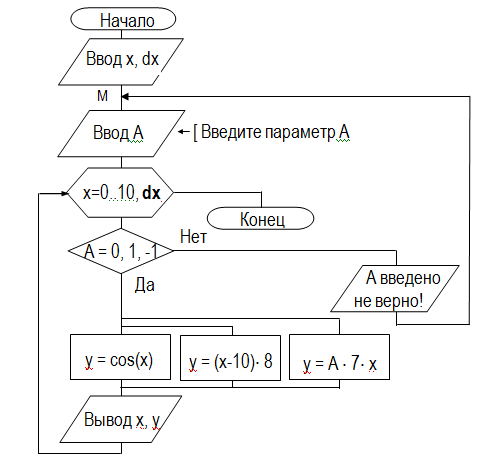 Начало
Ввод x, dx
М
Ввод А
[ Введите параметр А
x=0..10, dx
Конец
А = 0, 1, -1
Нет
Да
А введено
не верно!
y = cos(x)
y = (x-10)· 8
y = А · 7 · x
Вывод x, y